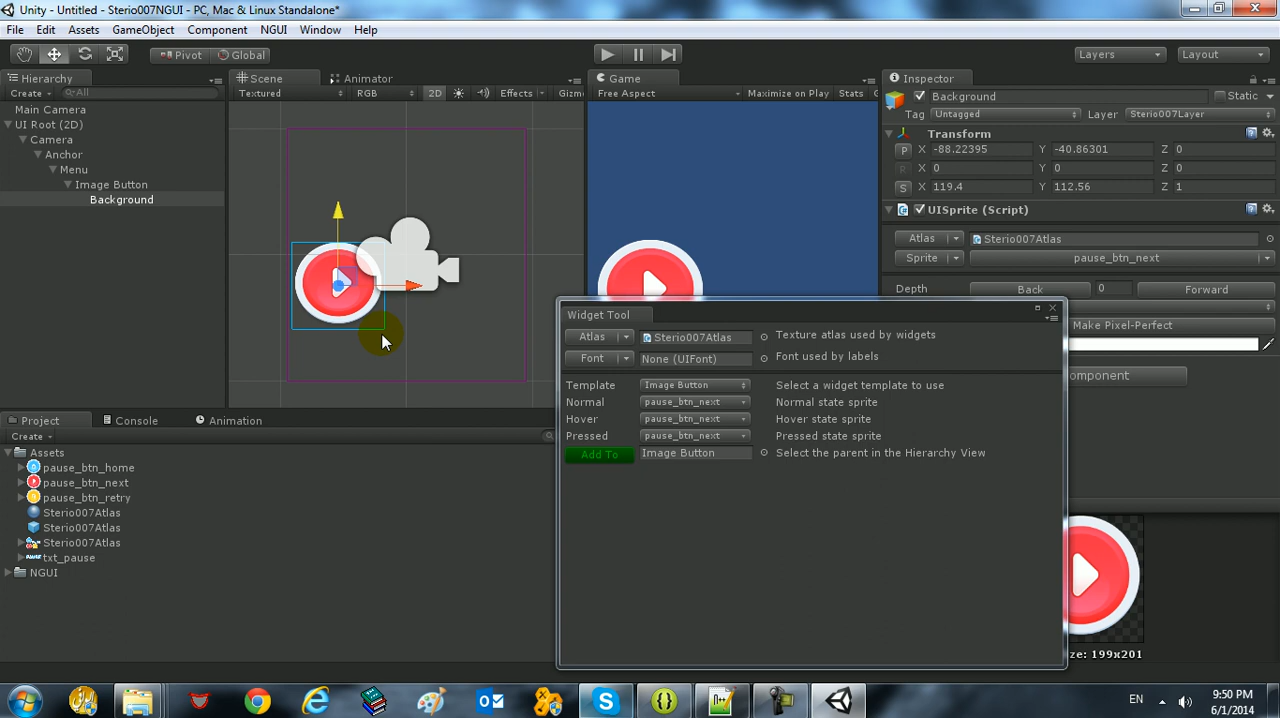 Unity - Untitled - Sterio007NGUI - PC, Mac & Linux Standalone*
File Edit Assets GameObject Component NGUI Window Help
Pivot Global Layers Layout
Hierarchy
Create All
Main Camera
UI Root (2D)
Camera
Anchor
Menu
Image Button
Background
Scene Animator
Textured RGB 2D Effects Gizm
Game
Free Aspect Maximize on Play Stats
Inspector
Background Static
Tag Untagged Layer Sterio007Layer
Transform
P X -88.22395 Y -40.86301 Z 0
R X 0 Y 0 Z 0
S X 119.4 Y 112.56 Z 1
UISprite (Script)
Atlas Sterio007Atlas
Sprite pause_btn_next
Depth Back 0 Forward
Make Pixel-Perfect
omponent
ze: 199x201
Widget Tool
Atlas Sterio007Atlas Texture atlas used by widgets
Font None (UIFont) Font used by labels
Template Image Button Select a widget template to use
Normal pause_btn_next Normal state sprite
Hover pause_btn_next Hover state sprite
Pressed pause_btn_next Pressed state sprite
Add To Image Button Select the parent in the Hierarchy View
Project Console Animation
Create
Assets
pause_btn_home
pause_btn_next
pause_btn_retry
Sterio007Atlas
Sterio007Atlas
Sterio007Atlas
txt_pause
NGUI
EN 9:50 PM
6/1/2014